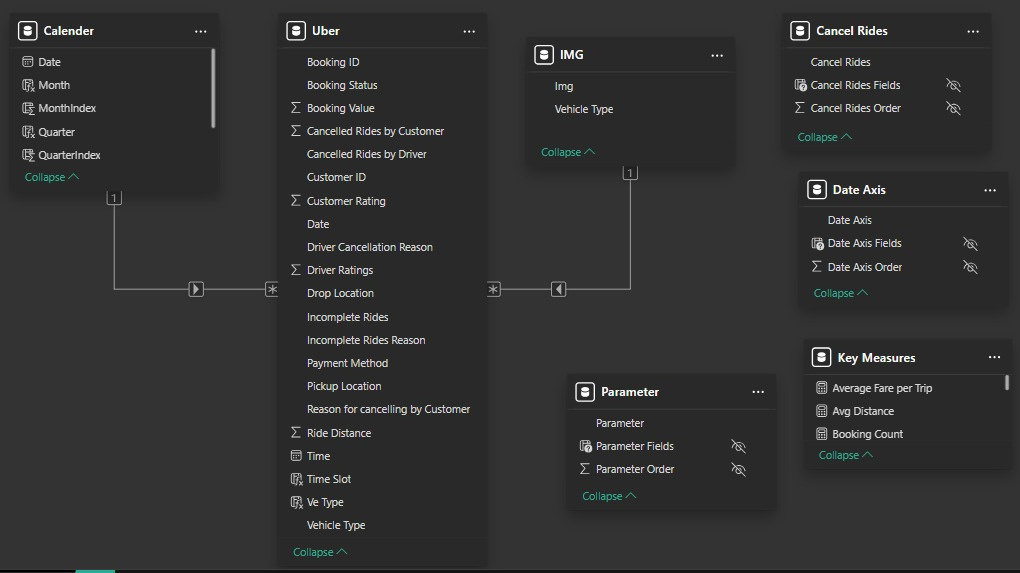 Calender
Date
Month
MonthIndex
Quarter
QuarterIndex
Collapse
1
*
Uber
Booking ID
Booking Status
Booking Value
Cancelled Rides by Customer
Cancelled Rides by Driver
Customer ID
Customer Rating
Date
Driver Cancellation Reason
Driver Ratings
Drop Location
Incomplete Rides
Incomplete Rides Reason
Payment Method
Pickup Location
Reason for cancelling by Customer
Ride Distance
Time
Time Slot
Ve Type
Vehicle Type
Collapse
IMG
Img
Vehicle Type
Collapse
1
*
Parameter
Parameter
Parameter Fields
Parameter Order
Collapse
Cancel Rides
Cancel Rides
Cancel Rides Fields
Cancel Rides Order
Collapse
Date Axis
Date Axis
Date Axis Fields
Date Axis Order
Collapse
Key Measures
Average Fare per Trip
Avg Distance
Booking Count
Collapse